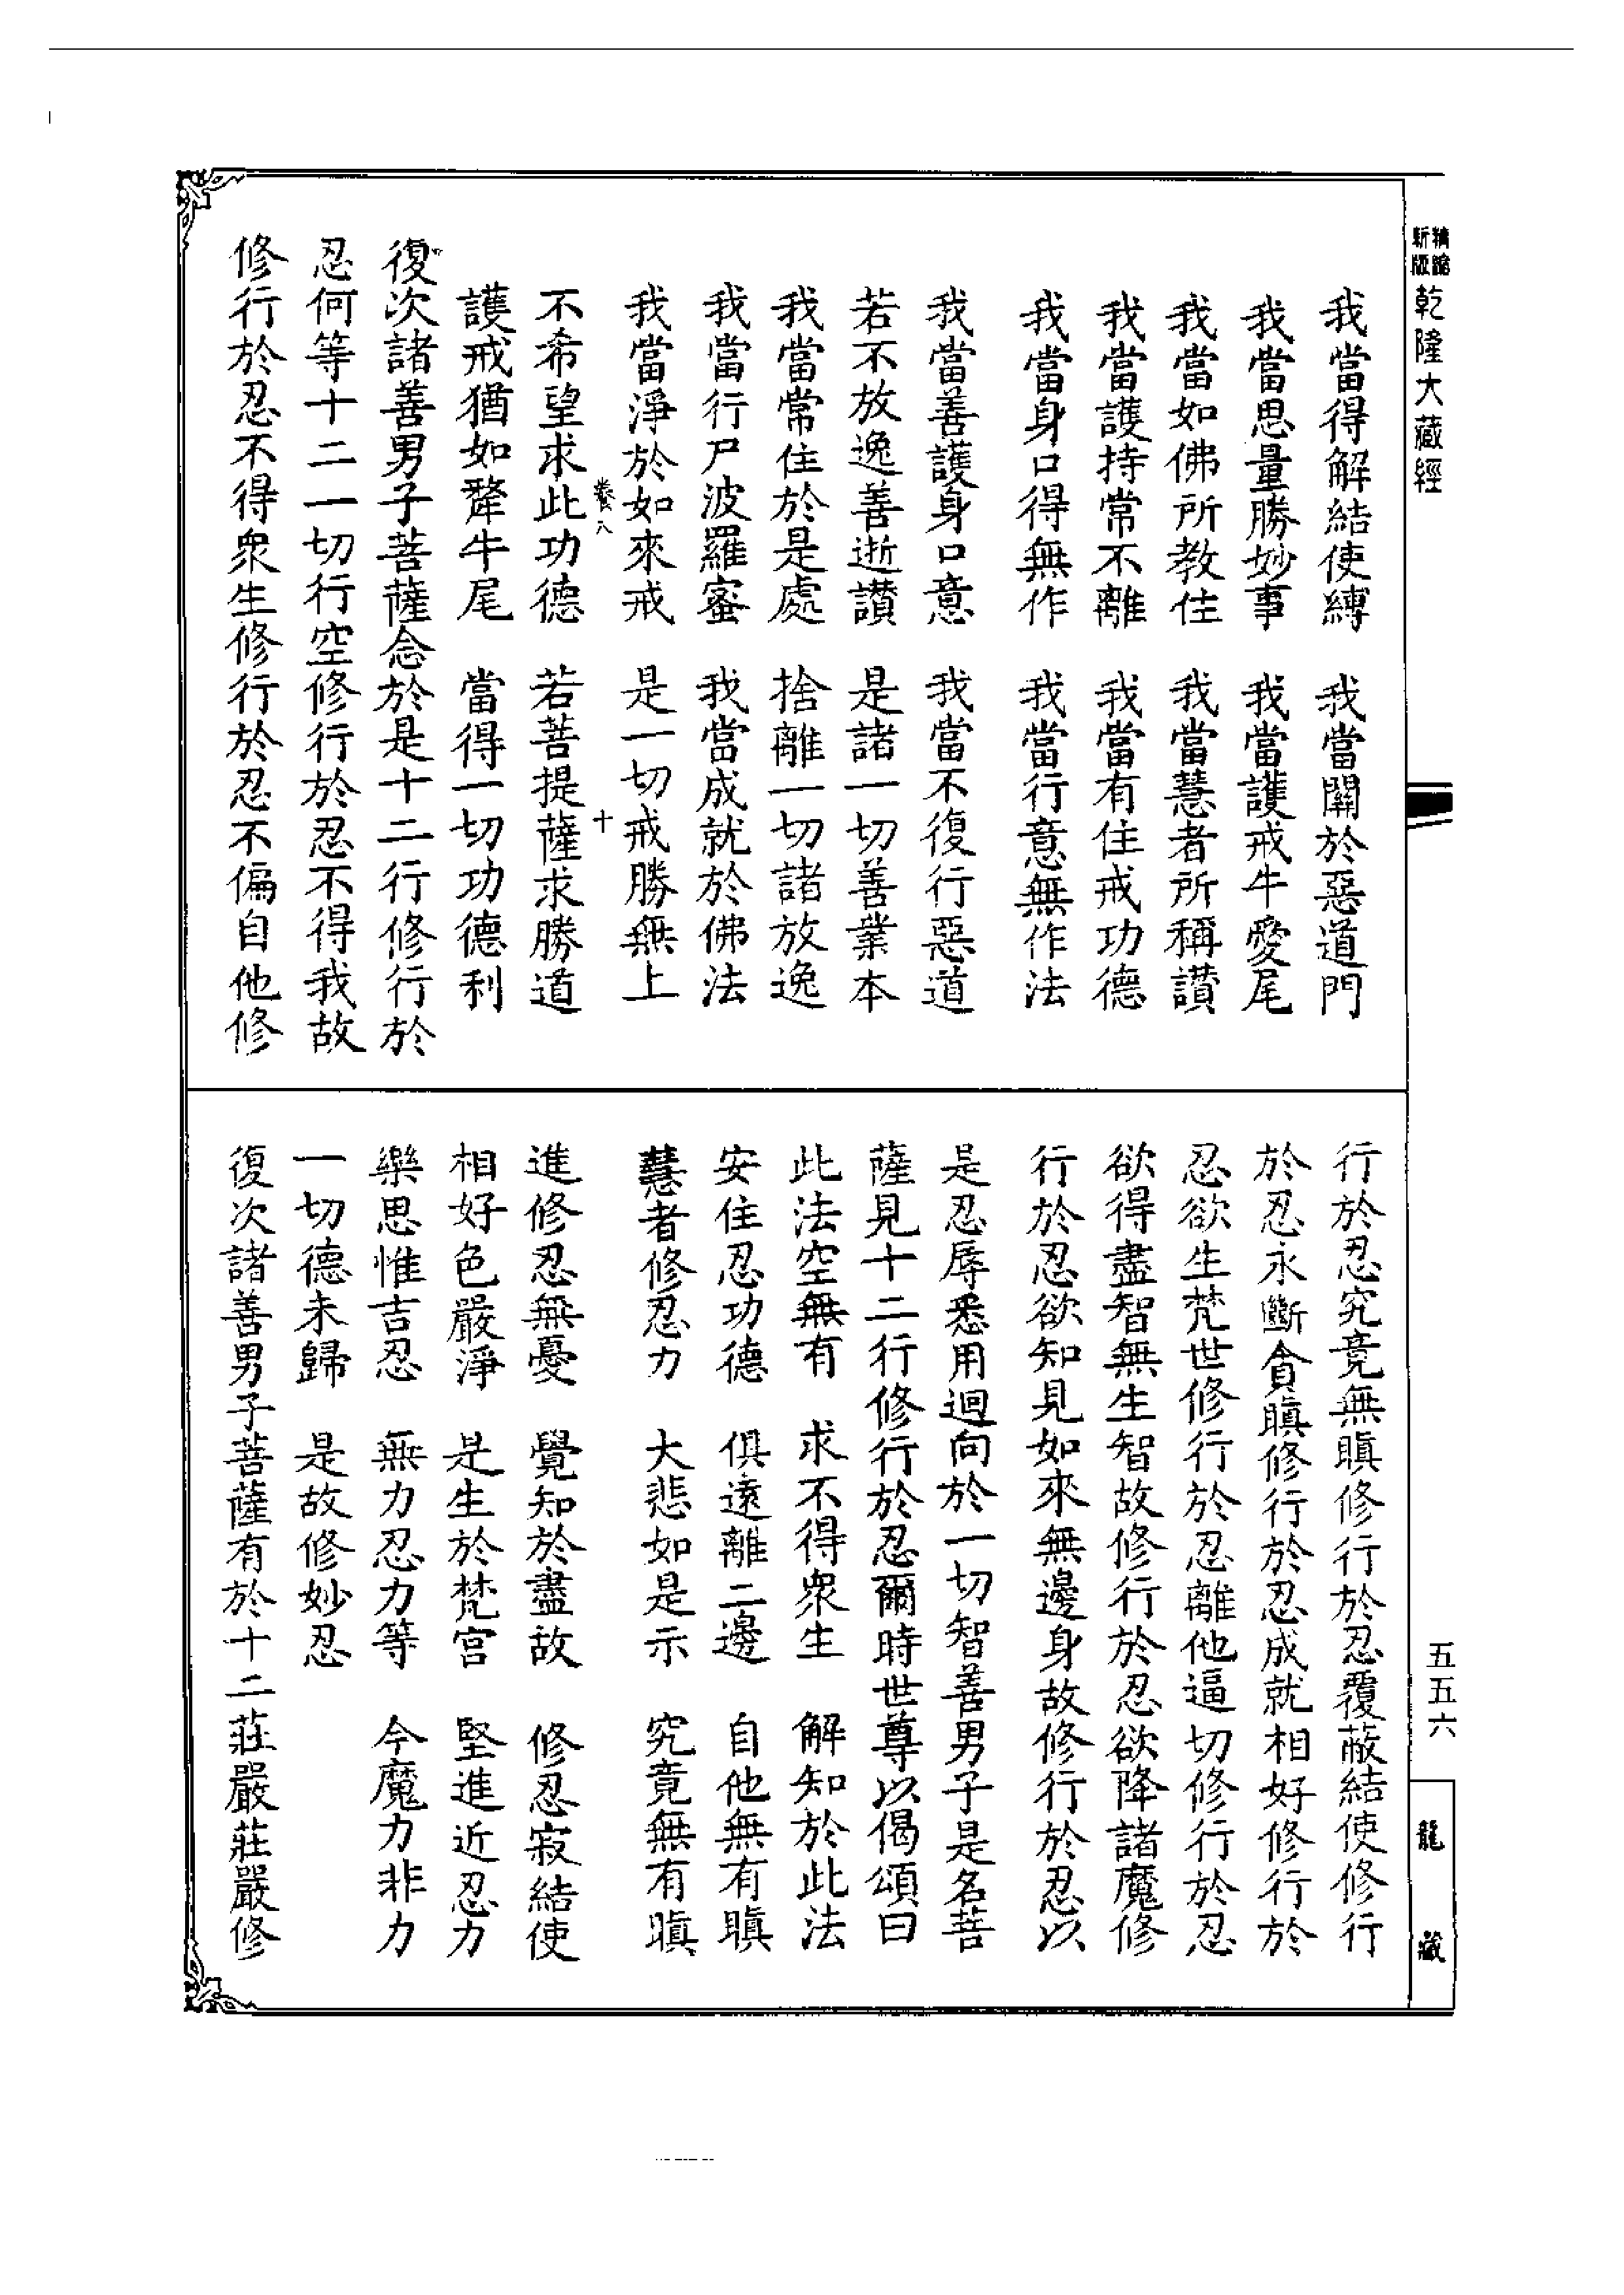 精縮新版
乾隆大藏經
我當得解結使縛　我當關於惡道門
我當思量勝妙事　我當護戒牛愛尾
我當如佛所教住　我當慧者所稱讚
我當護持常不離　我當有住戒功德
我當身口得無作　我當行意無作法
我當善護身口意　我當不復行惡道
若不放逸善逝讚　是諸一切善業本
我當常住於是處　捨離一切諸放逸
我當行尸波羅蜜　我當成就於佛法
我當淨於如來戒　是一切戒勝無上
卷八　十
不希望求此功德　若菩提薩求勝道
護戒猶如犛牛尾　當得一切功德利
復次諸善男子菩薩念於是十二行修行於
忍何等十二一切行空修行於忍不得我故
修行於忍不得衆生修行於忍不偏自他修
行於忍究竟無瞋修行於忍覆蔽結使修行
於忍永斷貪瞋修行於忍成就相好修行於
忍欲生梵世修行於忍離他逼切修行於忍
欲得盡智無生智故修行於忍欲降諸魔修
行於忍欲知見如來無邊身故修行於忍以
是忍辱悉用迴向於一切智善男子是名菩
薩見十二行修行於忍爾時世尊以偈頌曰
此法空無有　求不得衆生　解知於此法
安住忍功德　俱遠離二邊　自他無有瞋
慧者修忍力　大悲如是示　究竟無有瞋
進修忍無憂　覺知於盡故　修忍寂結使
相好色嚴淨　是生於梵宮　堅進近忍力
樂思惟吉忍　無力忍力等　今魔力非力
一切德未歸　是故修妙忍
復次諸善男子菩薩有於十二莊嚴莊嚴修
五五六
龍藏